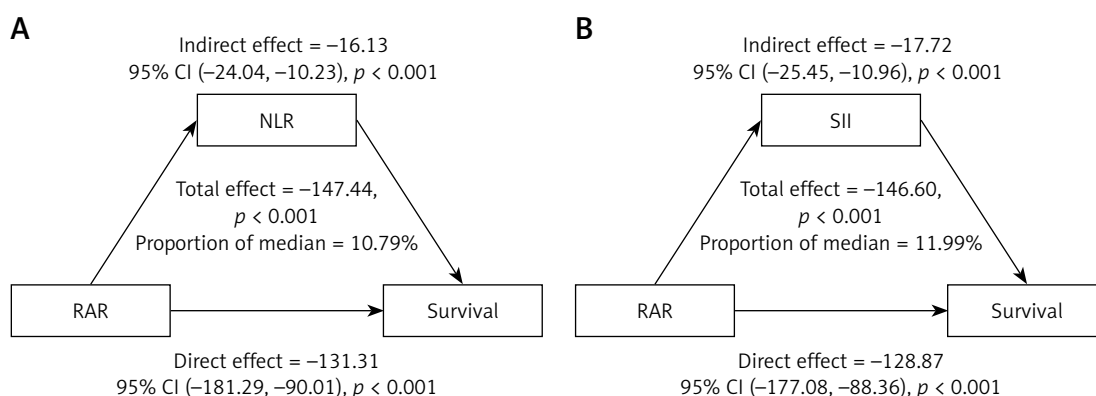 A
Indirect effect = –16.13
95% CI (–24.04, –10.23), p < 0.001
NLR
Total effect = –147.44,
p < 0.001
Proportion of median = 10.79%
RAR
Survival
Direct effect = –131.31
95% CI (–181.29, –90.01), p < 0.001
B
Indirect effect = –17.72
95% CI (–25.45, –10.96), p < 0.001
SII
Total effect = –146.60,
p < 0.001
Proportion of median = 11.99%
RAR
Survival
Direct effect = –128.87
95% CI (–177.08, –88.36), p < 0.001